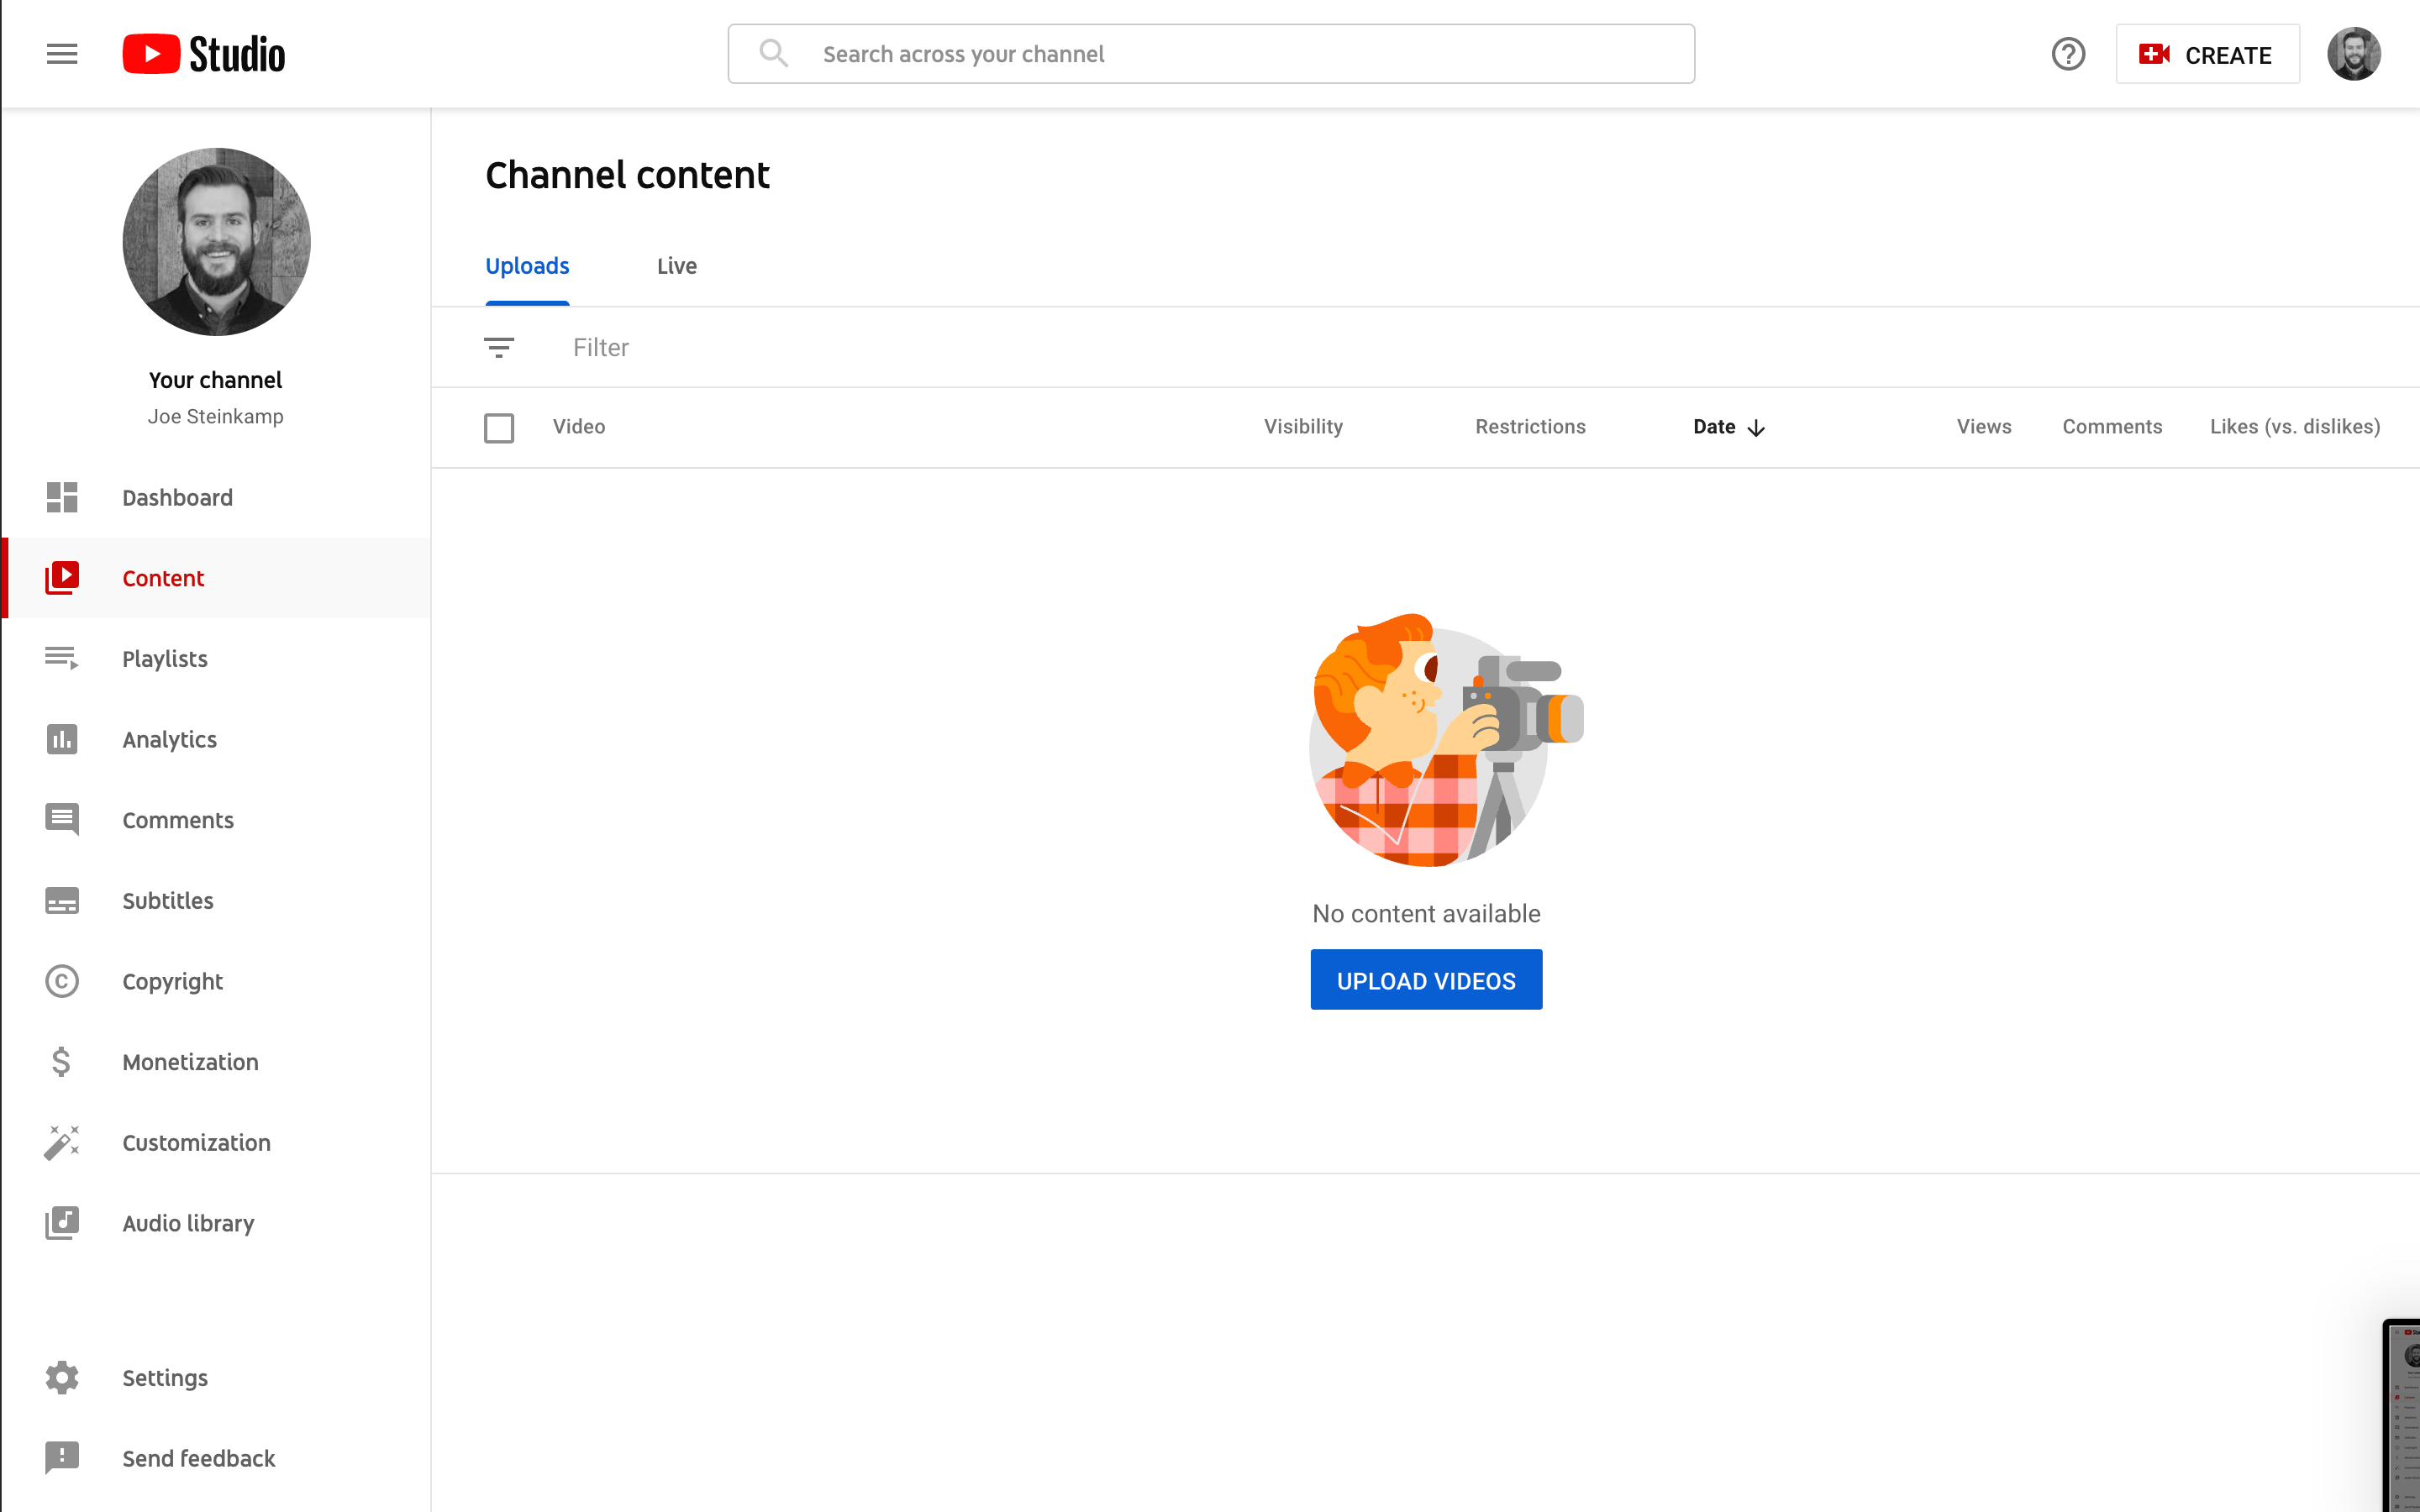 Studio
Search across your channel
CREATE
Your channel
Joe Steinkamp
Dashboard
Content
Playlists
Analytics
Comments
Subtitles
Copyright
Monetization
Customization
Audio library
Settings
Send feedback
Channel content
Uploads Live
Filter
Video Visibility Restrictions Date Views Comments Likes (vs. dislikes)
No content available
UPLOAD VIDEOS